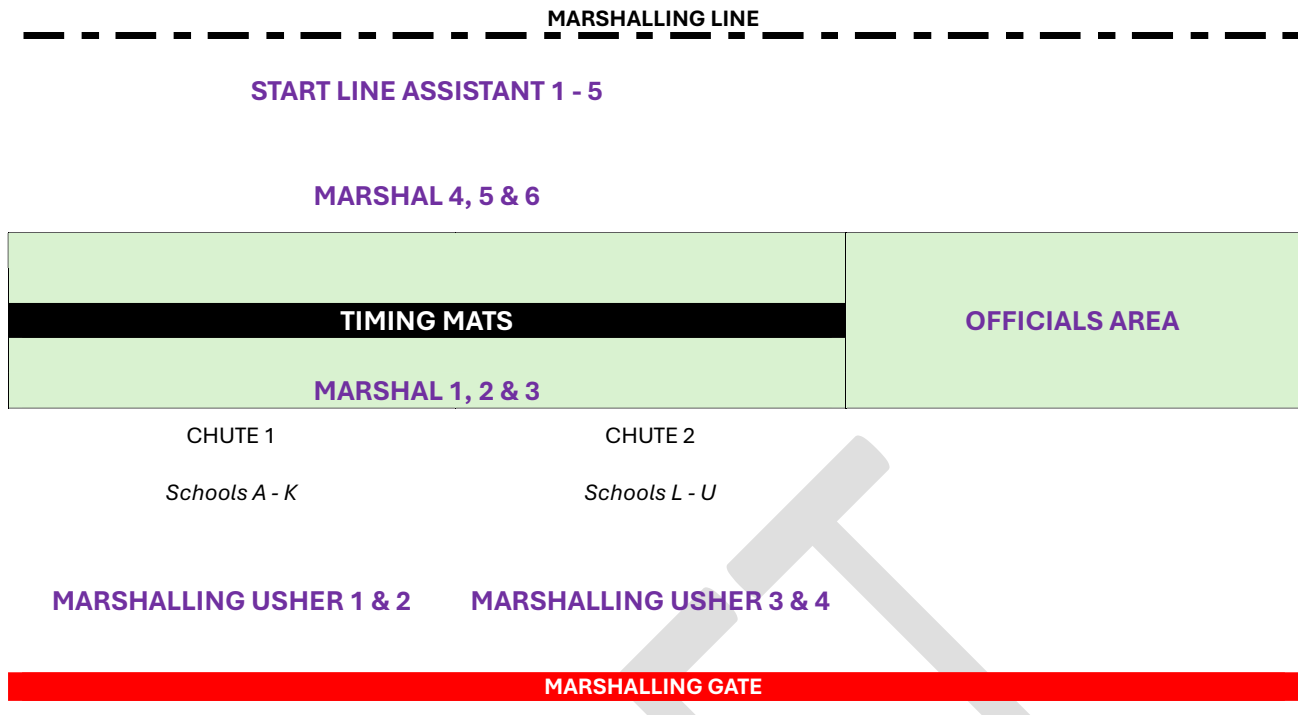 MARSHALLING LINE
START LINE ASSISTANT 1 - 5
MARSHAL 4, 5 & 6
TIMING MATS
OFFICIALS AREA
MARSHAL 1, 2 & 3
CHUTE 1
CHUTE 2
Schools A - K
Schools L - U
MARSHALLING USHER 1 & 2
MARSHALLING USHER 3 & 4
MARSHALLING GATE